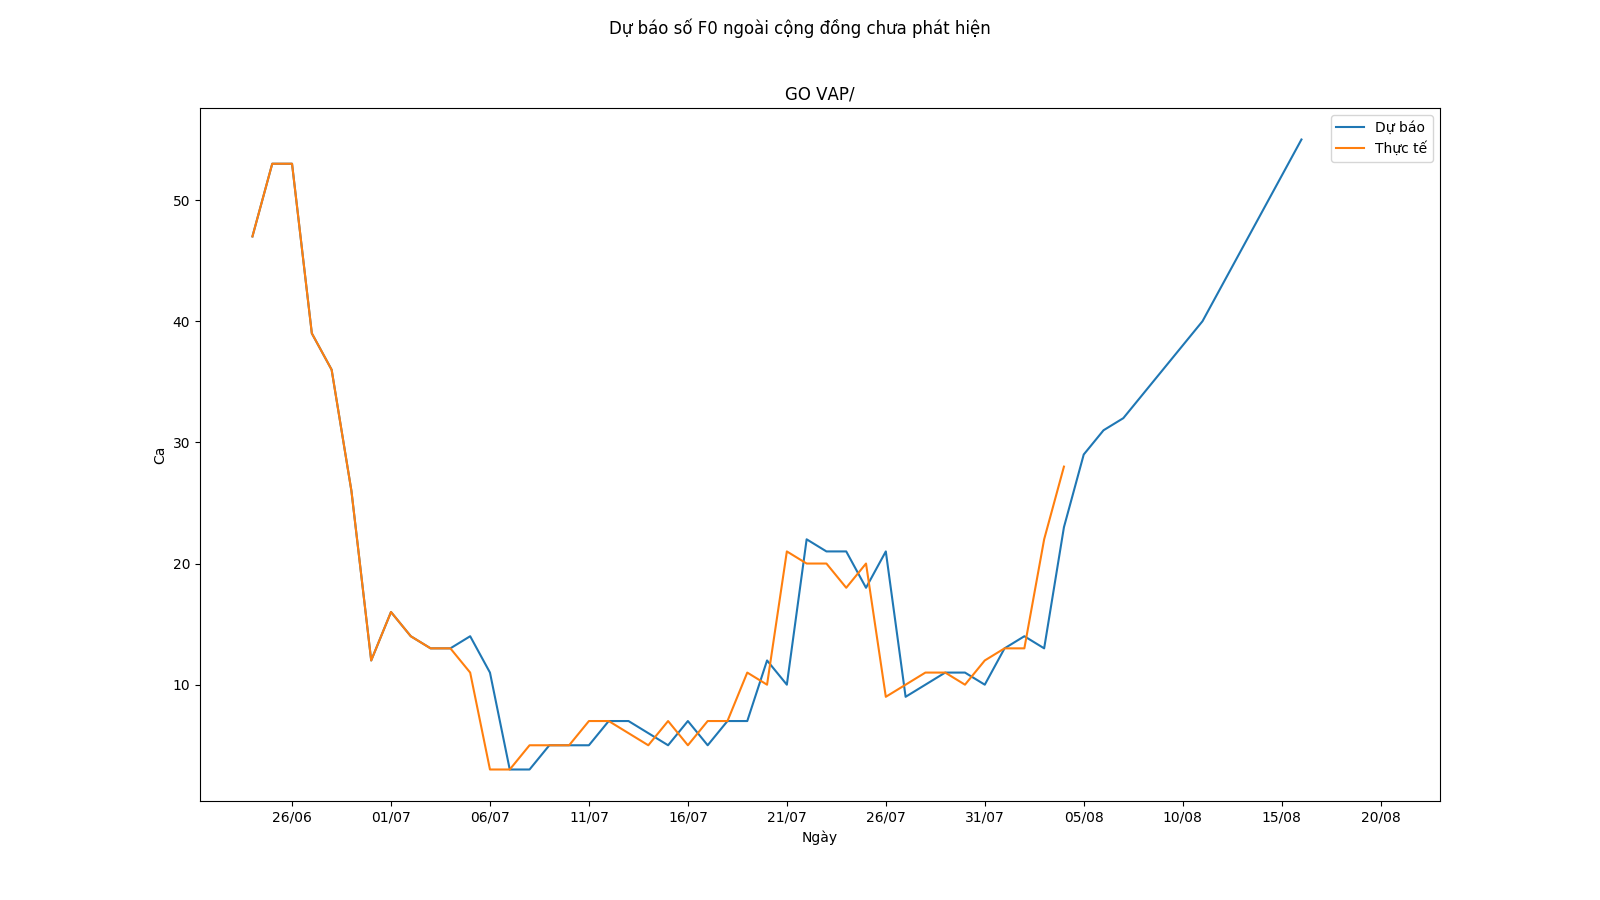 Dự báo số F0 ngoài cộng đồng chưa phát hiện
GO VAP/
Dự báo
Thực tế
50
40
30
20
10
Ca
26/06 01/07 06/07 11/07 16/07 21/07 26/07 31/07 05/08 10/08 15/08 20/08
Ngày